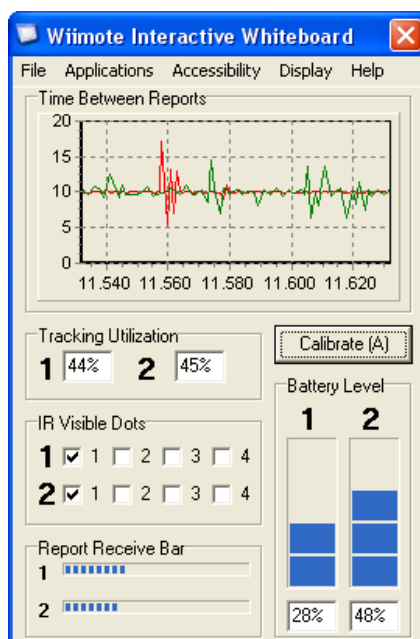 Wiimote Interactive Whiteboard
File Applications Accessibility Display Help
Time Between Reports
20
15
10
5
0
11.540 11.560 11.580 11.600 11.620
Tracking Utilization
1 44% 2 45%
Calibrate (A)
Battery Level
1 2
28% 48%
IR Visible Dots
1 1 2 3 4
2 1 2 3 4
Report Receive Bar
1
2